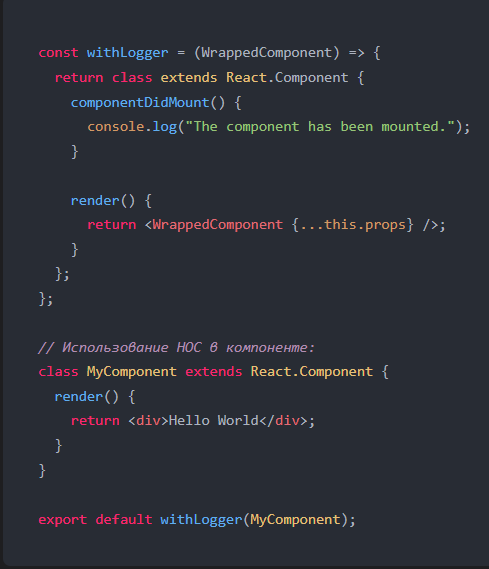 const withLogger = (WrappedComponent) => {
  return class extends React.Component {
    componentDidMount() {
      console.log("The component has been mounted.");
    }

    render() {
      return <WrappedComponent {...this.props} />;
    }
  };
};

// Использование HOC в компоненте:
class MyComponent extends React.Component {
  render() {
    return <div>Hello World</div>;
  }
}

export default withLogger(MyComponent);